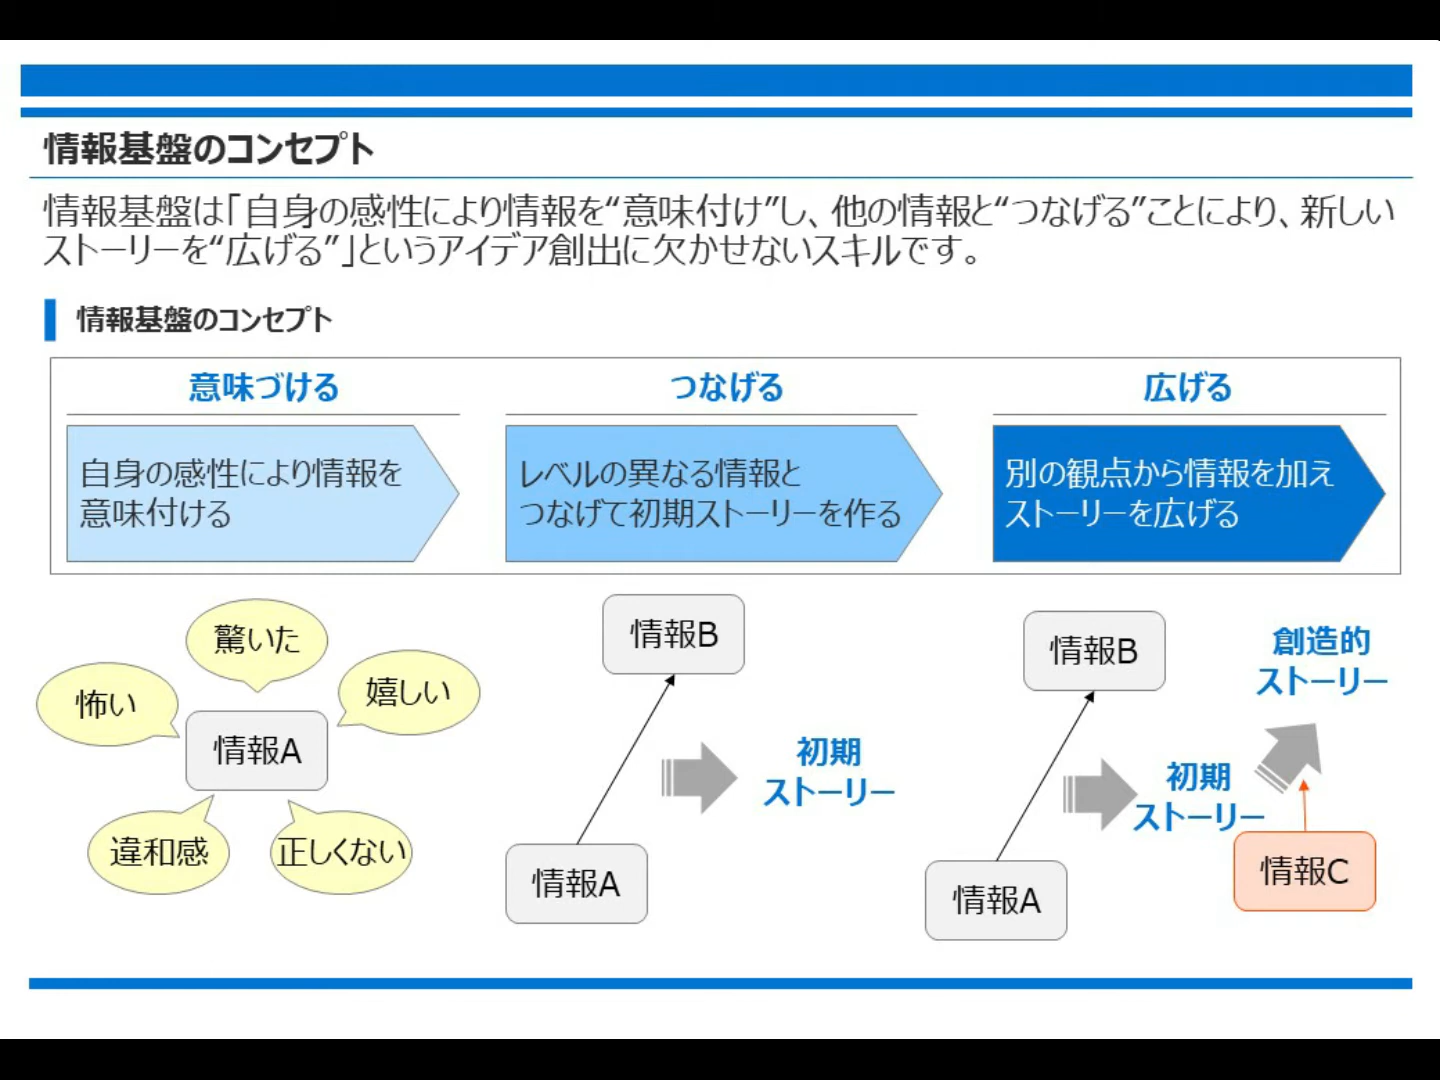 情報基盤のコンセプト
情報基盤は「自身の感性により情報を“意味付け”し、他の情報と“つなげる”ことにより、新しい
ストーリーを“広げる”」というアイデア創出に欠かせないスキルです。
情報基盤のコンセプト
意味づける
自身の感性により情報を
意味付ける
つなげる
レベルの異なる情報と
つなげて初期ストーリーを作る
広げる
別の観点から情報を加え
ストーリーを広げる
驚いた
怖い
嬉しい
情報A
違和感
正しくない
情報B
初期
ストーリー
情報A
情報B
創造的
ストーリー
初期
ストーリー
情報A
情報C